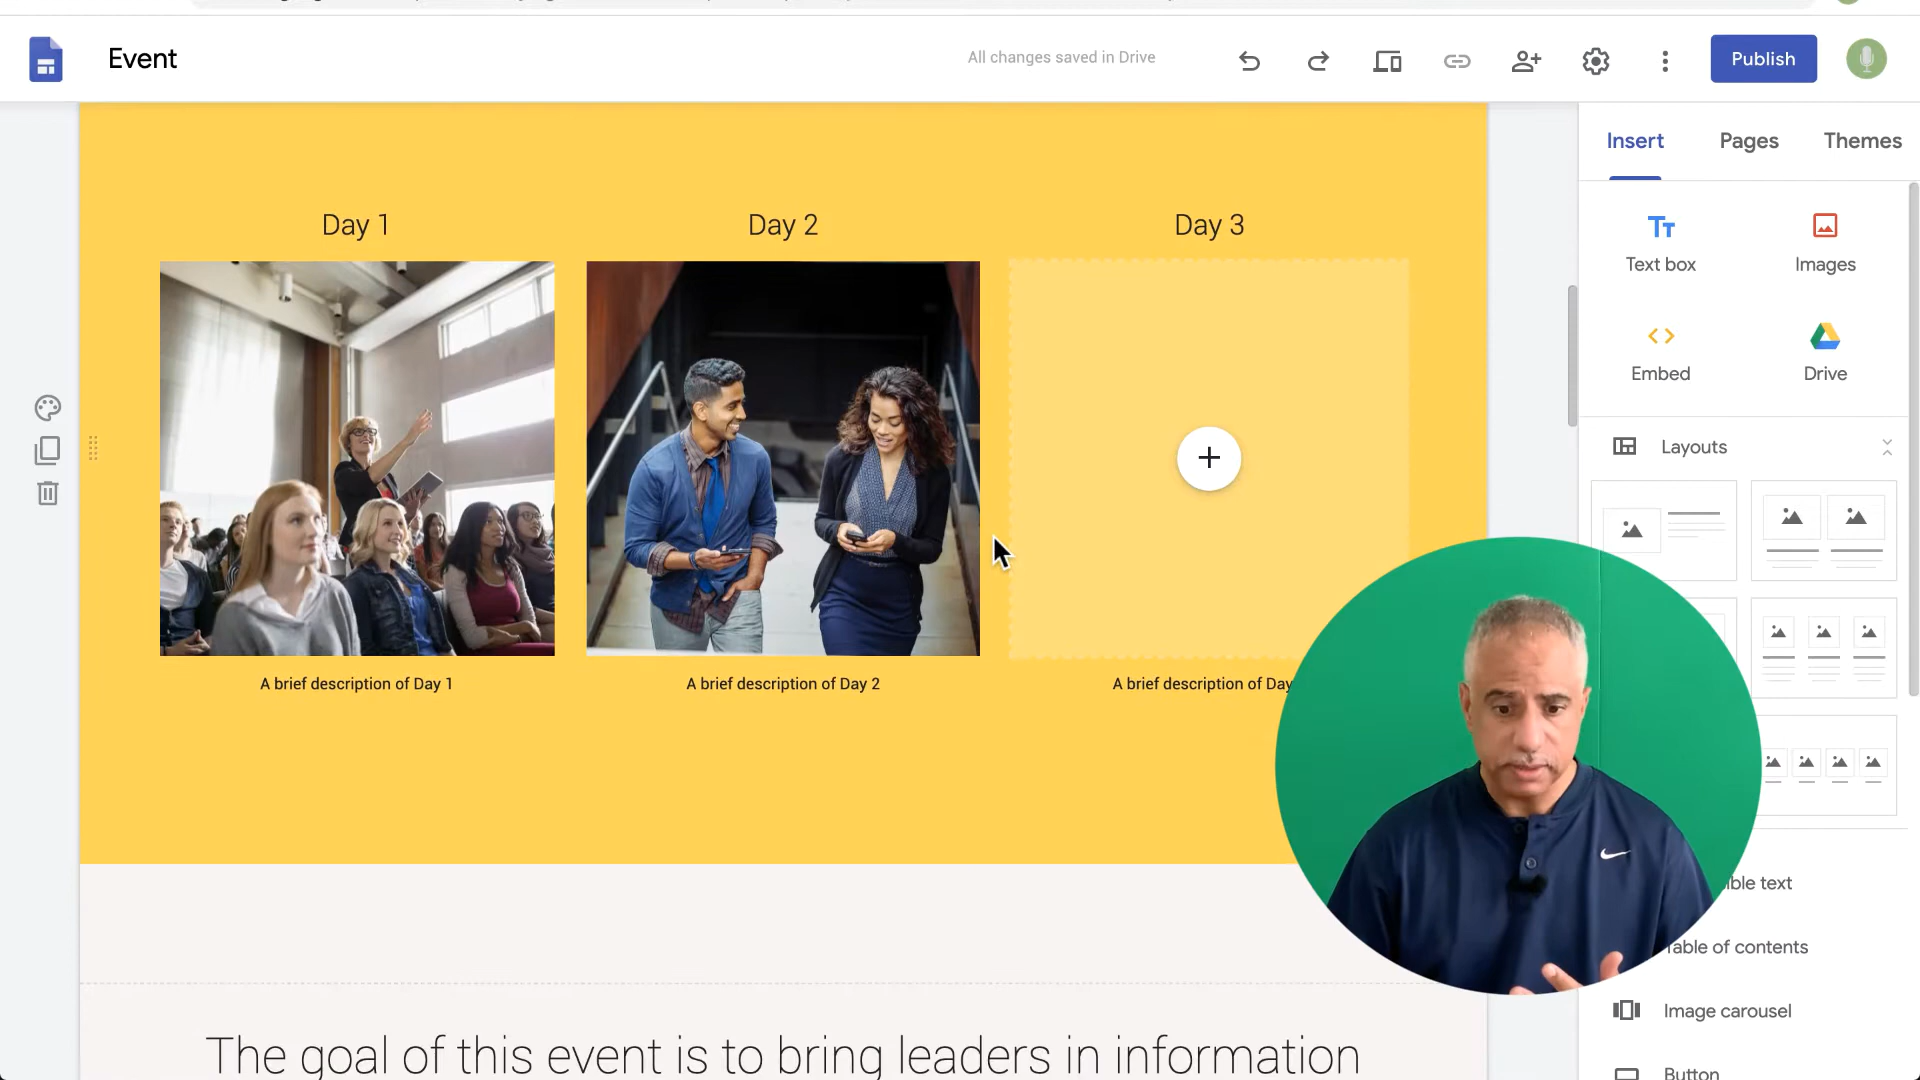 Event
All changes saved in Drive
Publish
Insert
Pages
Themes
Day 1
Day 2
Day 3
Text box
Images
Embed
Drive
Layouts
A brief description of Day 1
A brief description of Day 2
A brief description of Day
text
Table of contents
Image carousel
The goal of this event is to bring leaders in information
Button